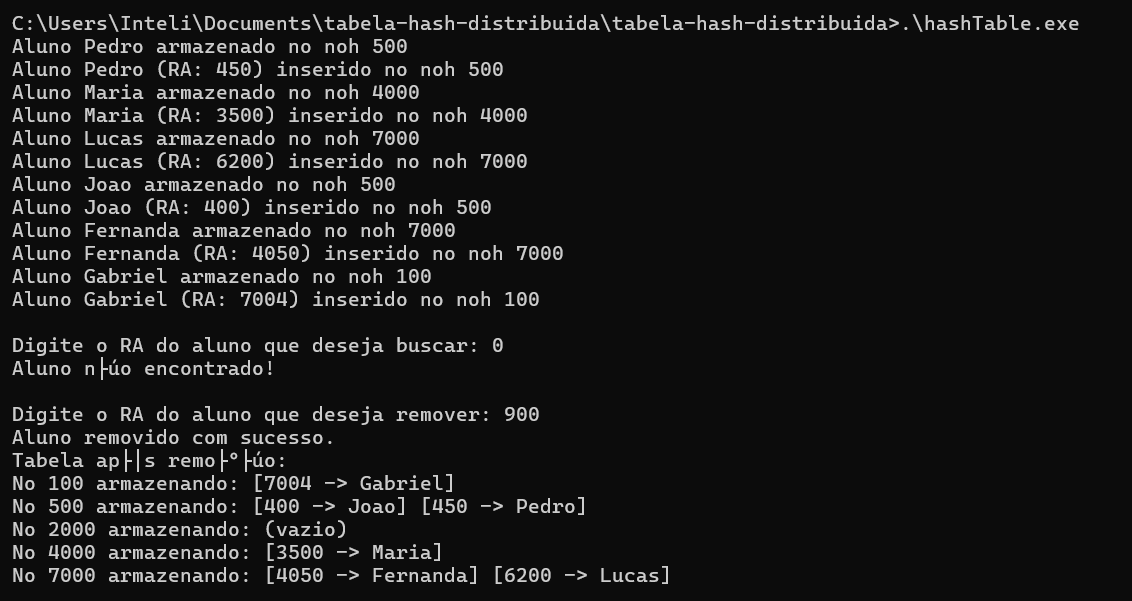 C:\Users\Inteli\Documents\tabela-hash-distribuida\tabela-hash-distribuida>.\hashTable.exe
Aluno Pedro armazenado no noh 500
Aluno Pedro (RA: 450) inserido no noh 500
Aluno Maria armazenado no noh 4000
Aluno Maria (RA: 3500) inserido no noh 4000
Aluno Lucas armazenado no noh 7000
Aluno Lucas (RA: 6200) inserido no noh 7000
Aluno Joao armazenado no noh 500
Aluno Joao (RA: 400) inserido no noh 500
Aluno Fernanda armazenado no noh 7000
Aluno Fernanda (RA: 4050) inserido no noh 7000
Aluno Gabriel armazenado no noh 100
Aluno Gabriel (RA: 7004) inserido no noh 100
Digite o RA do aluno que deseja buscar: 0
Aluno n├úo encontrado!
Digite o RA do aluno que deseja remover: 900
Aluno removido com sucesso.
Tabela ap├│s remo├º├úo:
No 100 armazenando: [7004 -> Gabriel]
No 500 armazenando: [400 -> Joao] [450 -> Pedro]
No 2000 armazenando: (vazio)
No 4000 armazenando: [3500 -> Maria]
No 7000 armazenando: [4050 -> Fernanda] [6200 -> Lucas]